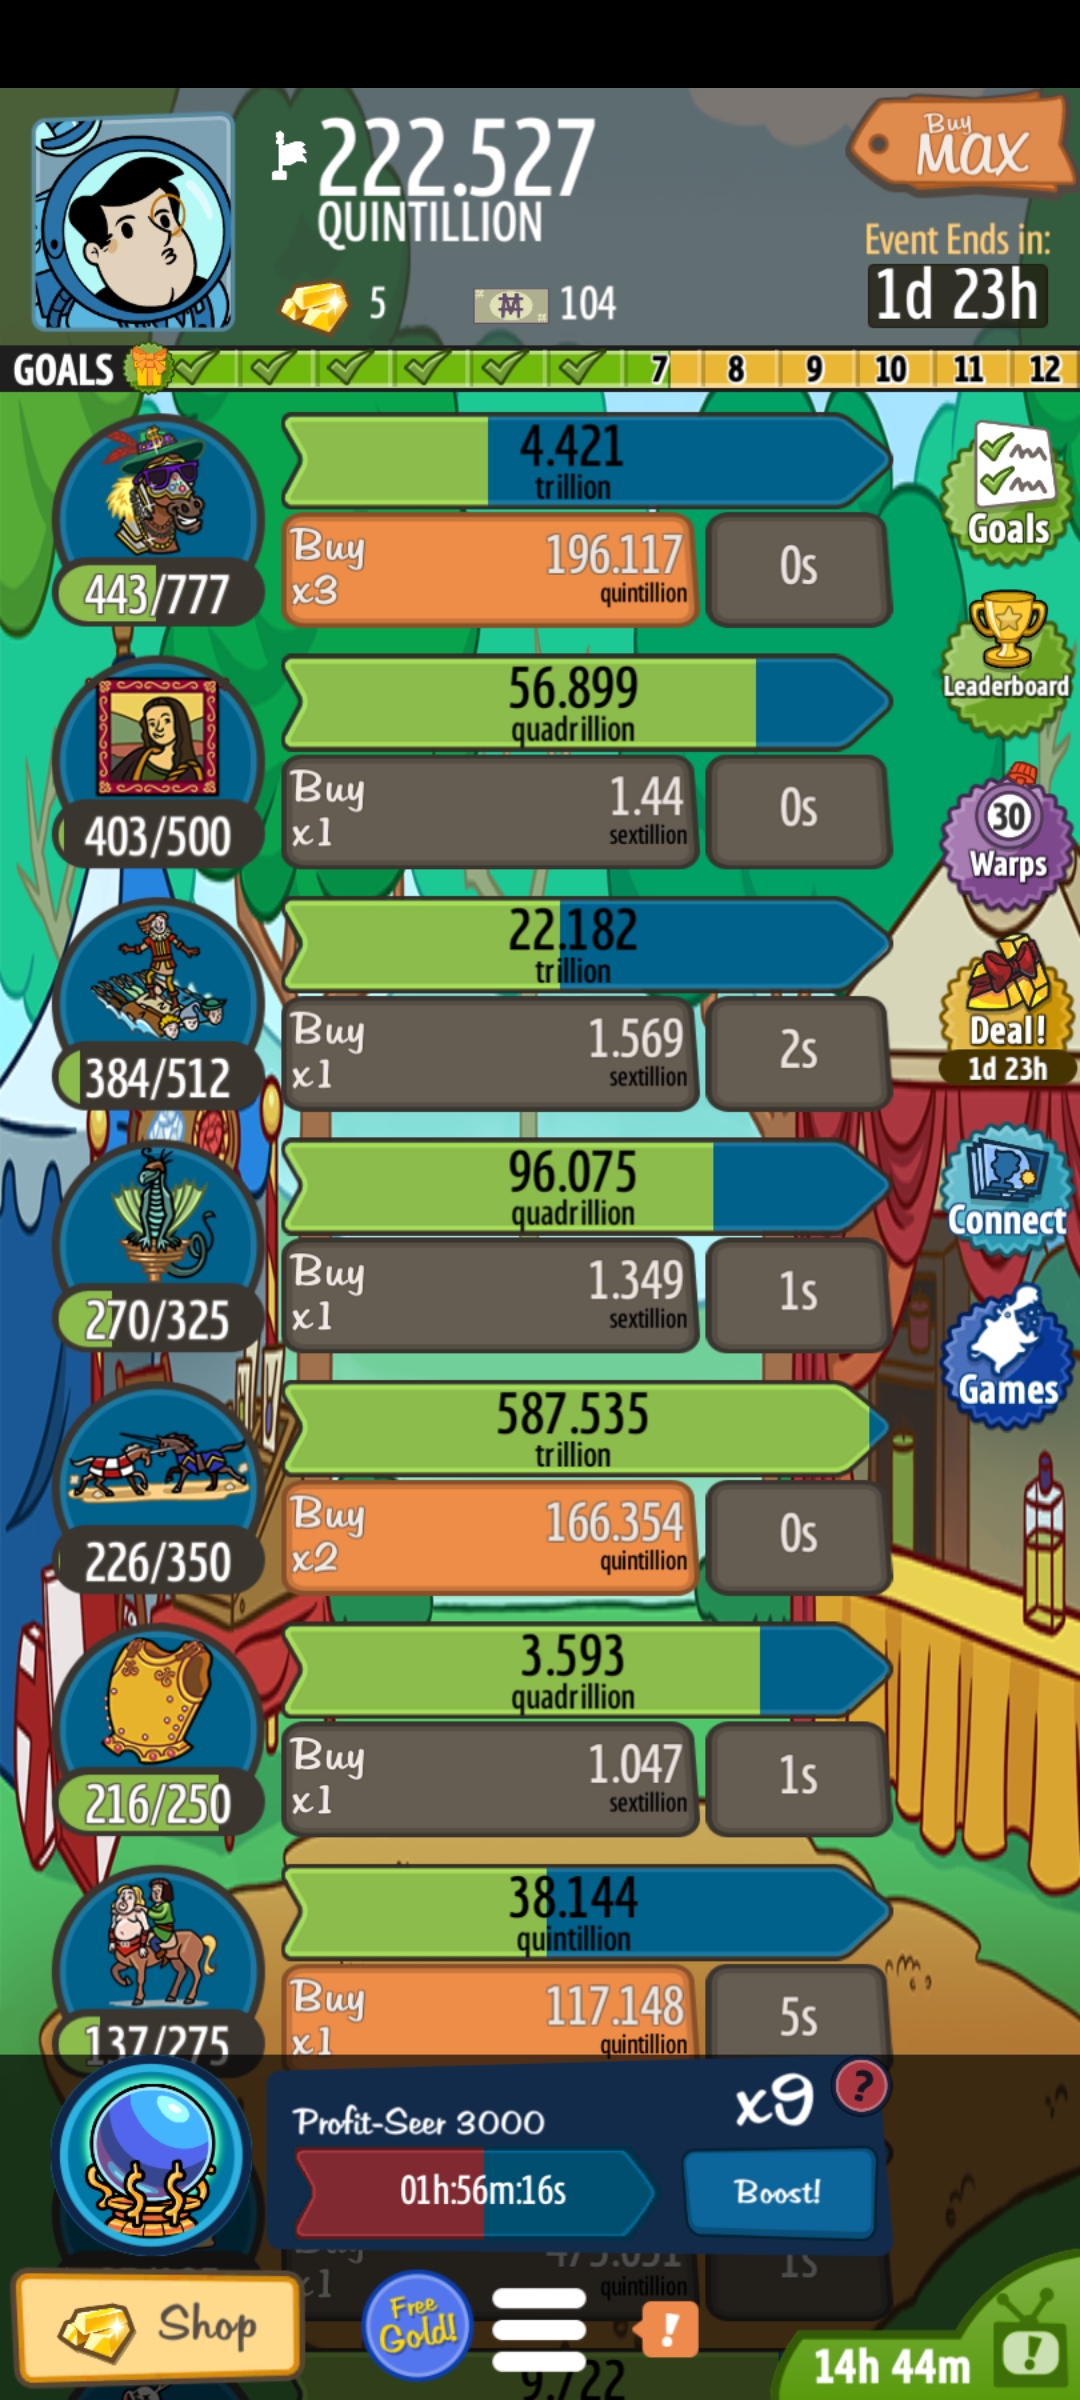 222.527
QUINTILLION
Buy
MAX
Event Ends in:
1d 23h
5
104
GOALS
7 8 9 10 11 12
4.421
trillion
Buy
x3
196.117
quintillion
0s
443/777
Goals
56.899
quadrillion
Buy
x1
1.44
sextillion
0s
403/500
Leaderboard
30
Warps
22.182
trillion
Buy
x1
1.569
sextillion
2s
384/512
Deal!
1d 23h
96.075
quadrillion
Buy
x1
1.349
sextillion
1s
270/325
Connect
Games
587.535
trillion
Buy
x2
166.354
quintillion
0s
226/350
3.593
quadrillion
Buy
x1
1.047
sextillion
1s
216/250
38.144
quintillion
Buy
x1
117.148
quintillion
5s
137/275
Profit-Seer 3000
x9
?
01h:56m:16s
Boost!
Buy
x1
quintillion
1s
Shop
Free
Gold!
!
14h 44m
!